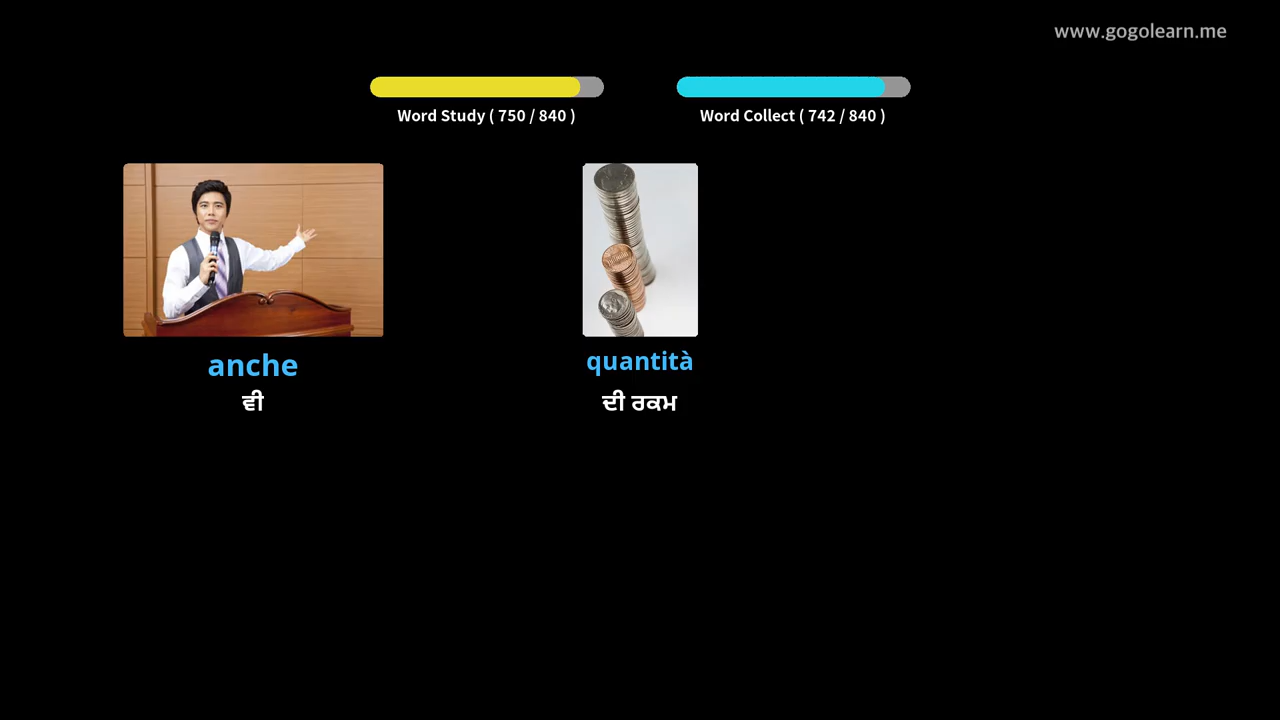 www.gogolearn.me
Word Study ( 750 / 840 )
Word Collect ( 742 / 840 )
anche
ਵੀ
quantità
ਦੀ ਰਕਮ